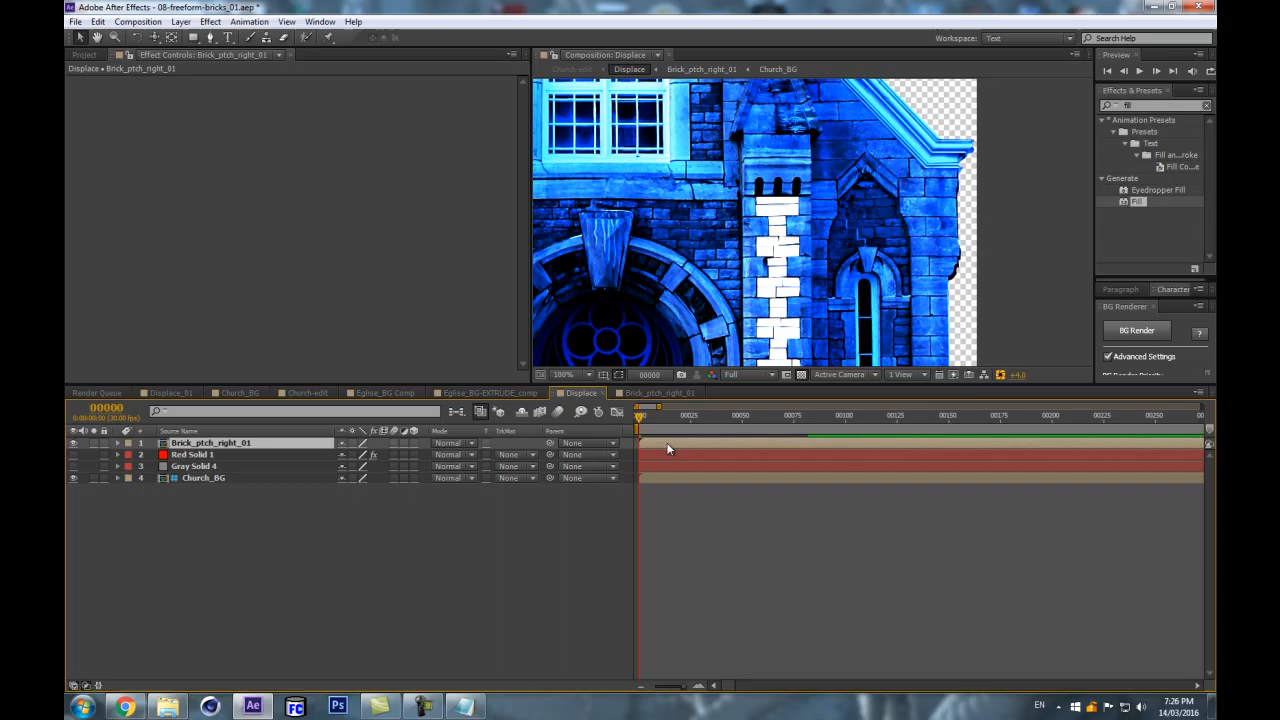 Adobe After Effects - 08-freeform-bricks_01.aep *
File Edit Composition Layer Effect Animation View Window Help
Workspace: Text Search Help
Project Effect Controls: Brick_ptch_right_01 Composition: Displace Preview
Displace • Brick_ptch_right_01
Church-edit Displace Brick_ptch_right_01 Church_BG
Effects & Presets
fill
* Animation Presets
Presets
Text
Fill an...roke
Fill Co...e
Generate
Eyedropper Fill
Fill
Paragraph Character
BG Renderer
BG Render ?
Advanced Settings
100% 00000 Full Active Camera 1 View +4.0
Render Queue Displace_01 Church_BG Church-edit Eglise_BG Comp Eglise_BG-EXTRUDE_comp Displace Brick_ptch_right_01
00000
0:00:00:00 (30.00 fps)
00025 00050 00075 00100 00125 00150 00175 00200 00225 00250 00
# Source Name Mode T TrkMat Parent
1 Brick_ptch_right_01 Normal None
2 Red Solid 1 Normal None None
3 Gray Solid 4 Normal None None
4 Church_BG Normal None None
Ae Ps EN 7:26 PM
14/03/2016